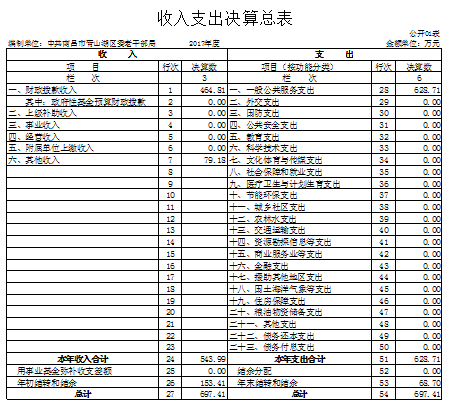 收入支出决算总表
公开01表
编制单位：中共南昌市青山湖区委老干部局 2017年度 金额单位：万元
收 入 支 出
项 目 行次 决算数 项目（按功能分类） 行次 决算数
栏 次 3 栏 次 6
一、财政拨款收入 1 464.81 一、一般公共服务支出 28 628.71
其中：政府性基金预算财政拨款 2 0.00 二、外交支出 29 0.00
二、上级补助收入 3 0.00 三、国防支出 30 0.00
三、事业收入 4 0.00 四、公共安全支出 31 0.00
四、经营收入 5 0.00 五、教育支出 32 0.00
五、附属单位上缴收入 6 0.00 六、科学技术支出 33 0.00
六、其他收入 7 79.18 七、文化体育与传媒支出 34 0.00
8 八、社会保障和就业支出 35 0.00
9 九、医疗卫生与计划生育支出 36 0.00
10 十、节能环保支出 37 0.00
11 十一、城乡社区支出 38 0.00
12 十二、农林水支出 39 0.00
13 十三、交通运输支出 40 0.00
14 十四、资源勘探信息等支出 41 0.00
15 十五、商业服务业等支出 42 0.00
16 十六、金融支出 43 0.00
17 十七、援助其他地区支出 44 0.00
18 十八、国土海洋气象等支出 45 0.00
19 十九、住房保障支出 46 0.00
20 二十、粮油物资储备支出 47 0.00
21 二十一、其他支出 48 0.00
22 二十二、债务还本支出 49 0.00
23 二十三、债务付息支出 50 0.00
本年收入合计 24 543.99 本年支出合计 51 628.71
用事业基金弥补收支差额 25 0.00 结余分配 52 0.00
年初结转和结余 26 153.41 年末结转和结余 53 68.70
总计 27 697.41 总计 54 697.41